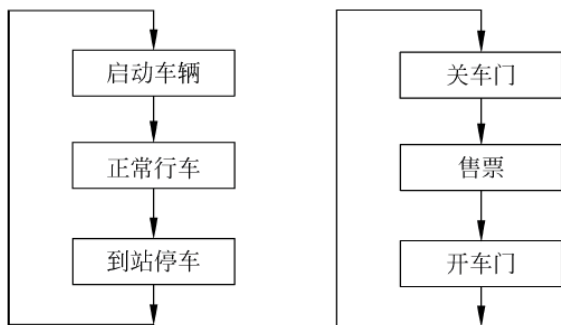 启动车辆
正常行车
到站停车
关车门
售票
开车门